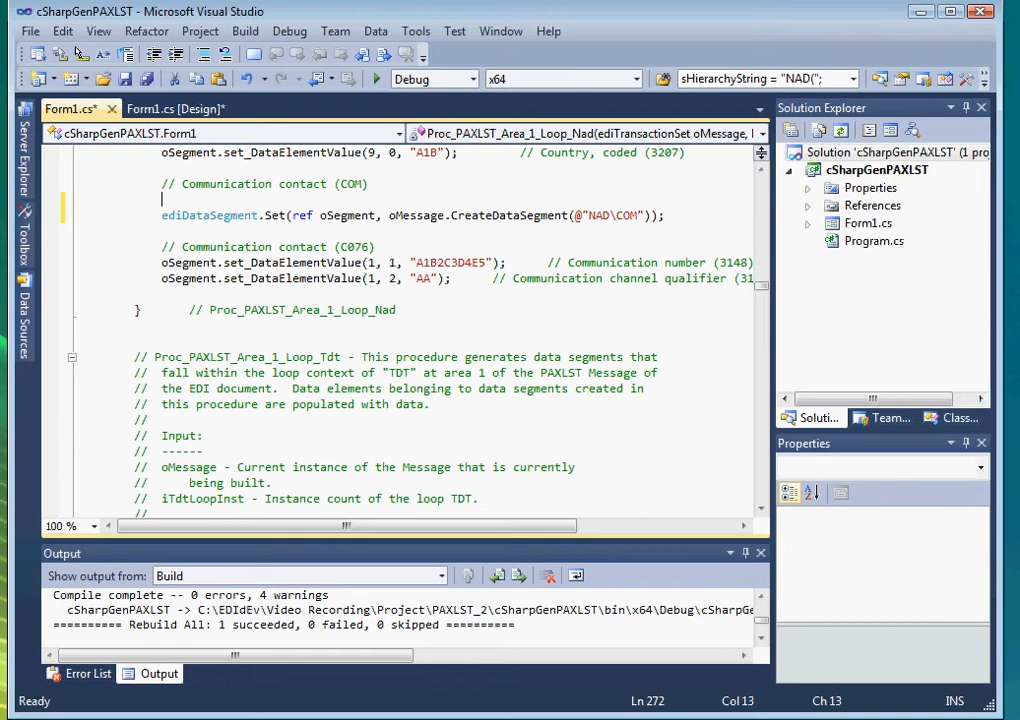 cSharpGenPAXLST - Microsoft Visual Studio
File Edit View Refactor Project Build Debug Team Data Tools Test Window Help
Debug x64 sHierarchyString = "NAD(";
Form1.cs* Form1.cs [Design]*
cSharpGenPAXLST.Form1 Proc_PAXLST_Area_1_Loop_Nad(ediTransactionSet oMessage, I
oSegment.set_DataElementValue(9, 0, "A1B"); // Country, coded (3207)
// Communication contact (COM)
ediDataSegment.Set(ref oSegment, oMessage.CreateDataSegment(@"NAD\COM"));
// Communication contact (C076)
oSegment.set_DataElementValue(1, 1, "A1B2C3D4E5"); // Communication number (3148)
oSegment.set_DataElementValue(1, 2, "AA"); // Communication channel qualifier (31
} // Proc_PAXLST_Area_1_Loop_Nad
// Proc_PAXLST_Area_1_Loop_Tdt - This procedure generates data segments that
// fall within the loop context of "TDT" at area 1 of the PAXLST Message of
// the EDI document. Data elements belonging to data segments created in
// this procedure are populated with data.
//
// Input:
// ------
// oMessage - Current instance of the Message that is currently
// being built.
// iTdtLoopInst - Instance count of the loop TDT.
//
100 %
Server Explorer
Toolbox
Data Sources
Output
Show output from: Build
Compile complete -- 0 errors, 4 warnings
cSharpGenPAXLST -> C:\EDIdEv\Video Recording\Project\PAXLST_2\cSharpGenPAXLST\bin\x64\Debug\cSharpGe
========== Rebuild All: 1 succeeded, 0 failed, 0 skipped ==========
Error List Output
Solution Explorer
Solution 'cSharpGenPAXLST' (1 proj
cSharpGenPAXLST
Properties
References
Form1.cs
Program.cs
Soluti... Team... Class...
Properties
Ready Ln 272 Col 13 Ch 13 INS